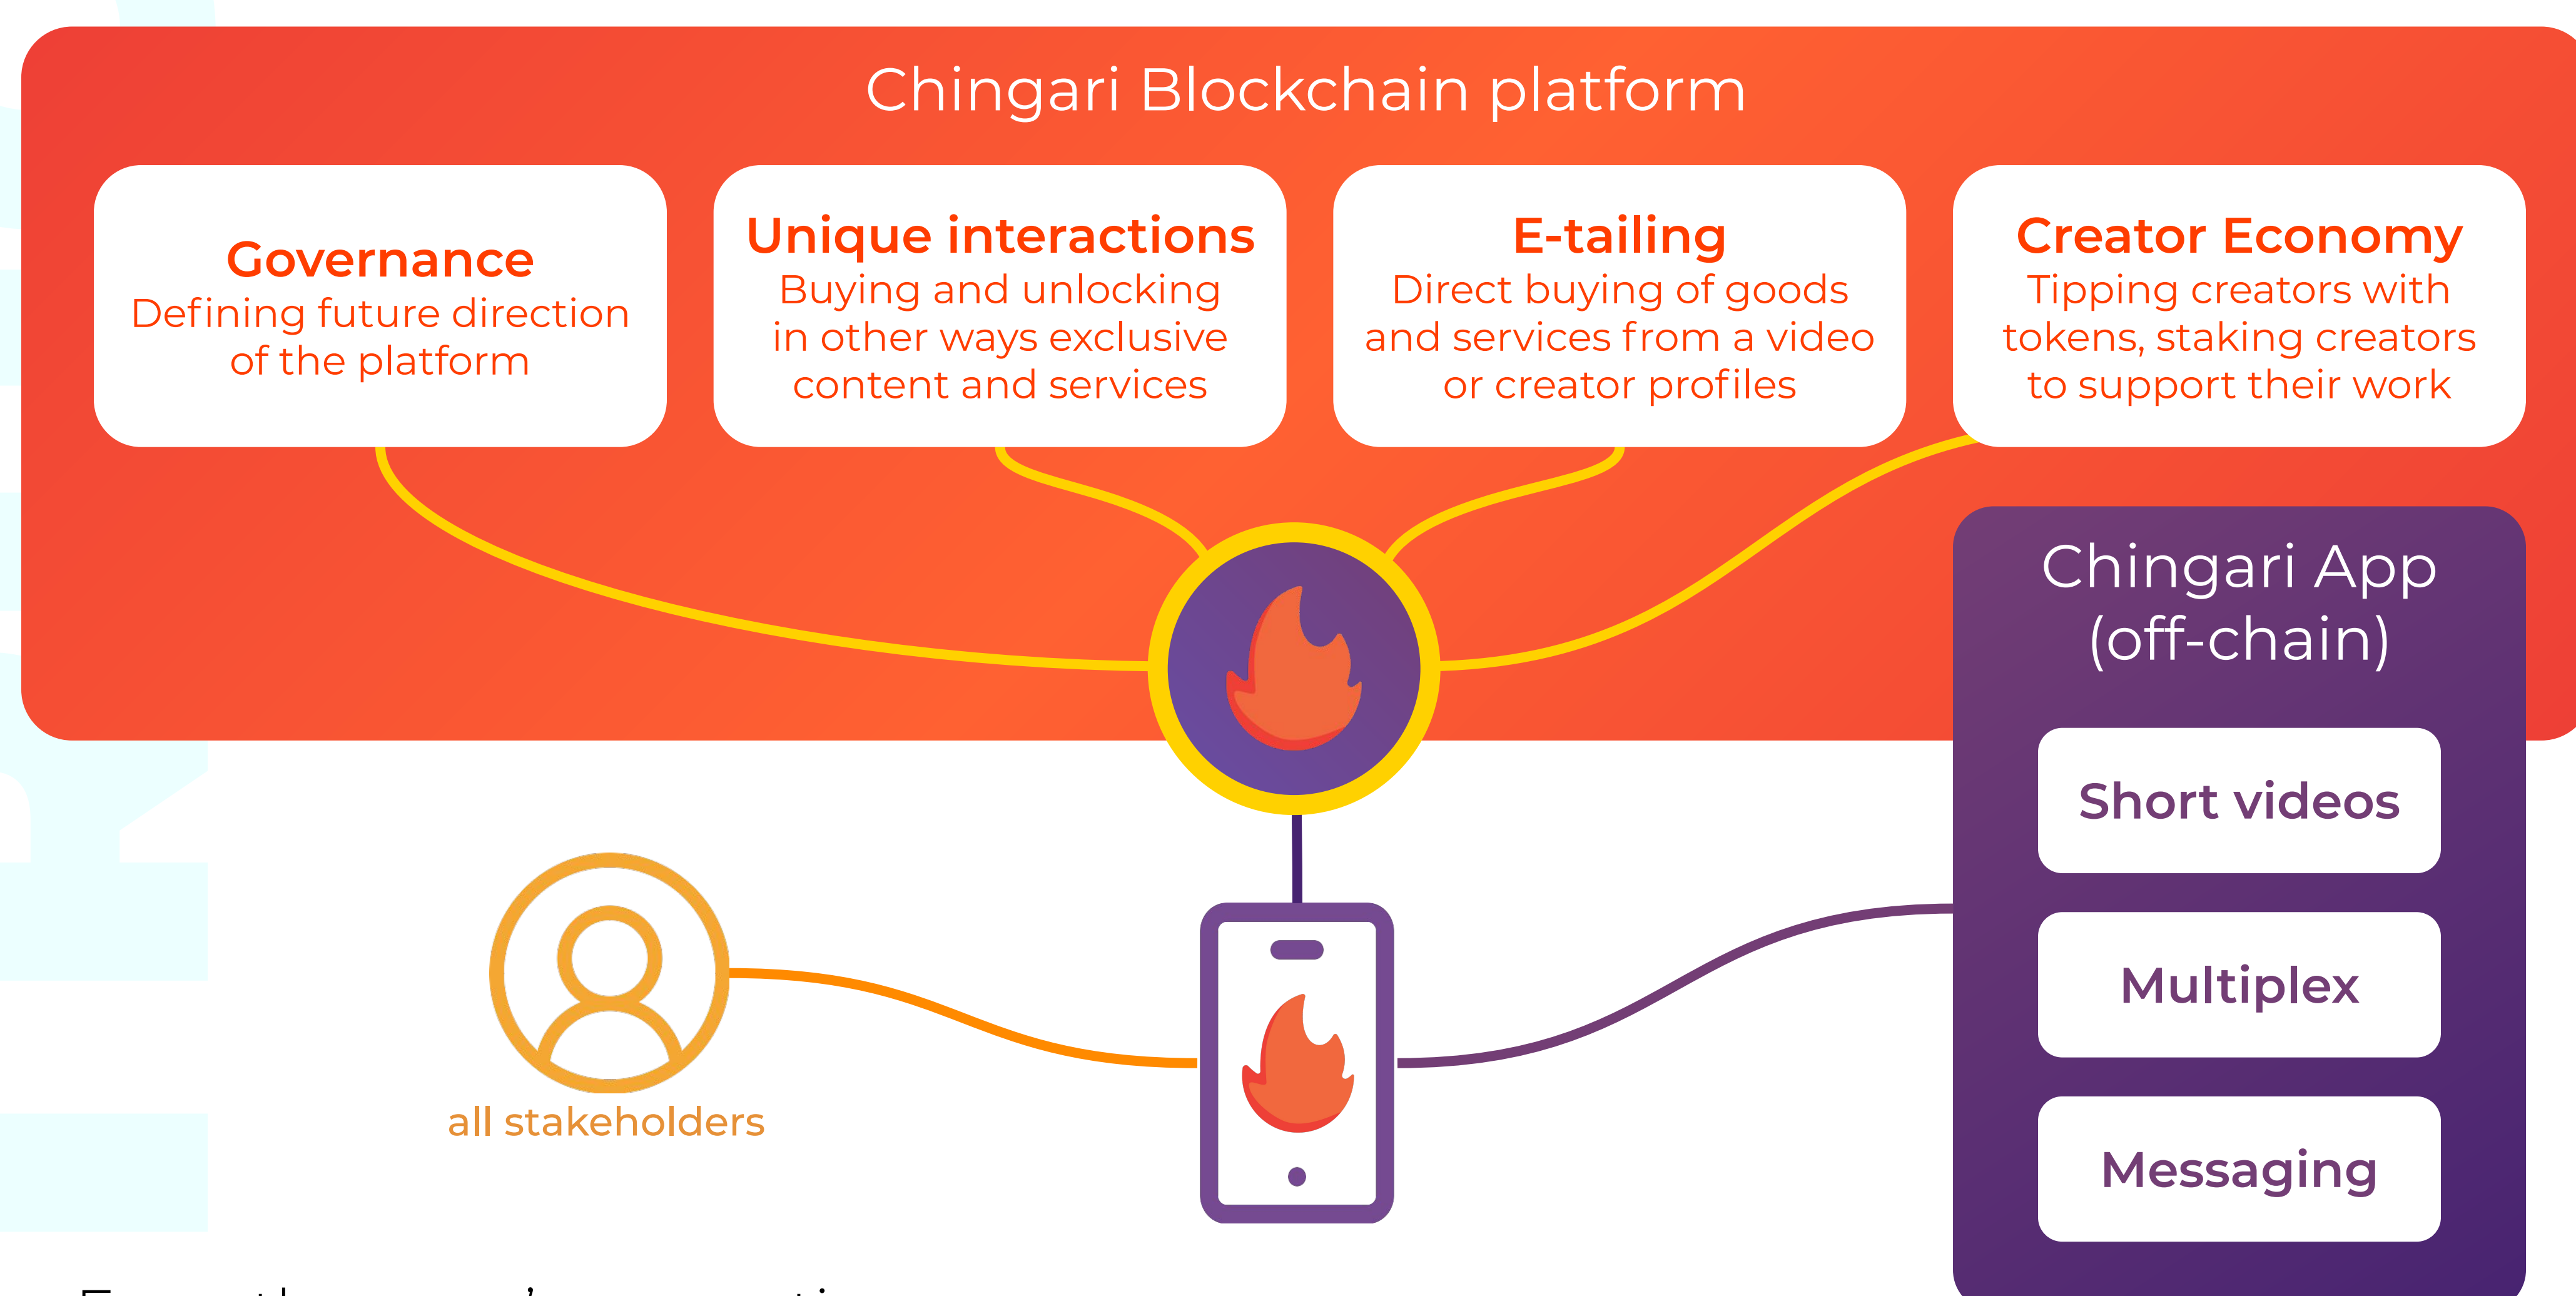 Chingari Blockchain platform
Governance
Defining future direction
of the platform
Unique interactions
Buying and unlocking
in other ways exclusive
content and services
E-tailing
Direct buying of goods
and services from a video
or creator profiles
Creator Economy
Tipping creators with
tokens, staking creators
to support their work
Chingari App
(off-chain)
Short videos
Multiplex
Messaging
all stakeholders